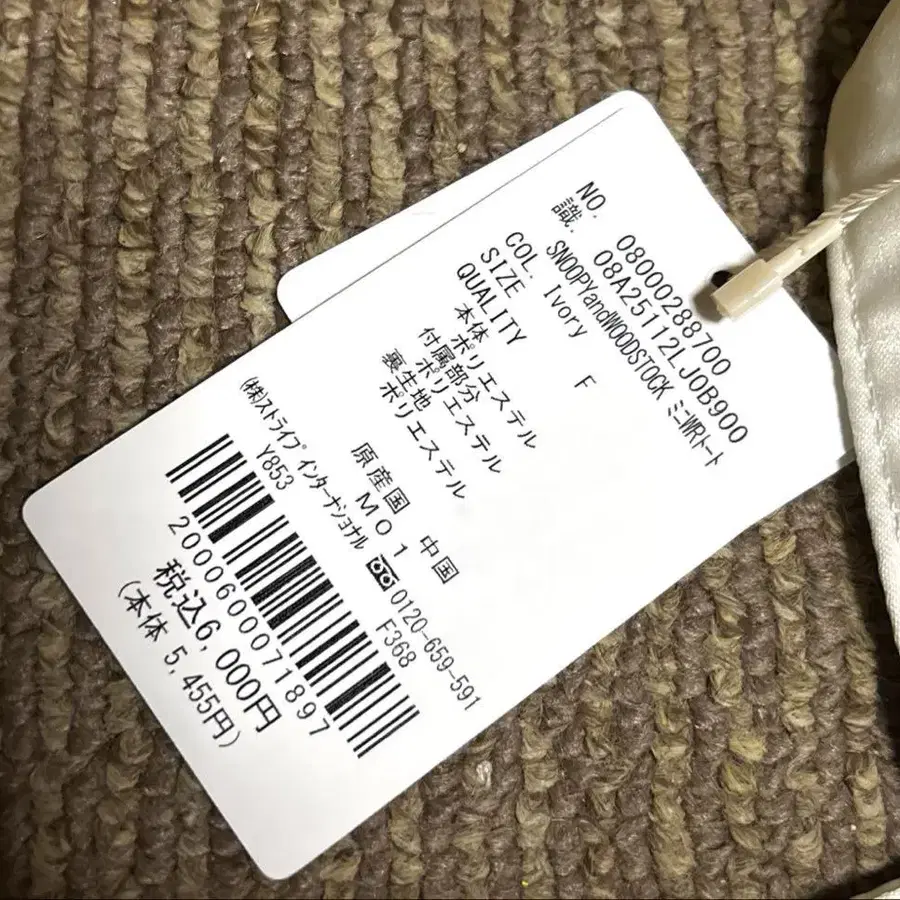 NO. 08000288700
識. 08A25112LJ0B900
SNOOPYandWOODSTOCK ミニWRトート
COL. Ivory
SIZE F
QUALITY
本体
ポリエステル
付属部分
ポリエステル
裏生地
ポリエステル
原産国 中国
MO1
㈱ストライプインターナショナル 0120-659-591
Y853 F368
2000600071897
税込6,000円
(本体 5,455円)